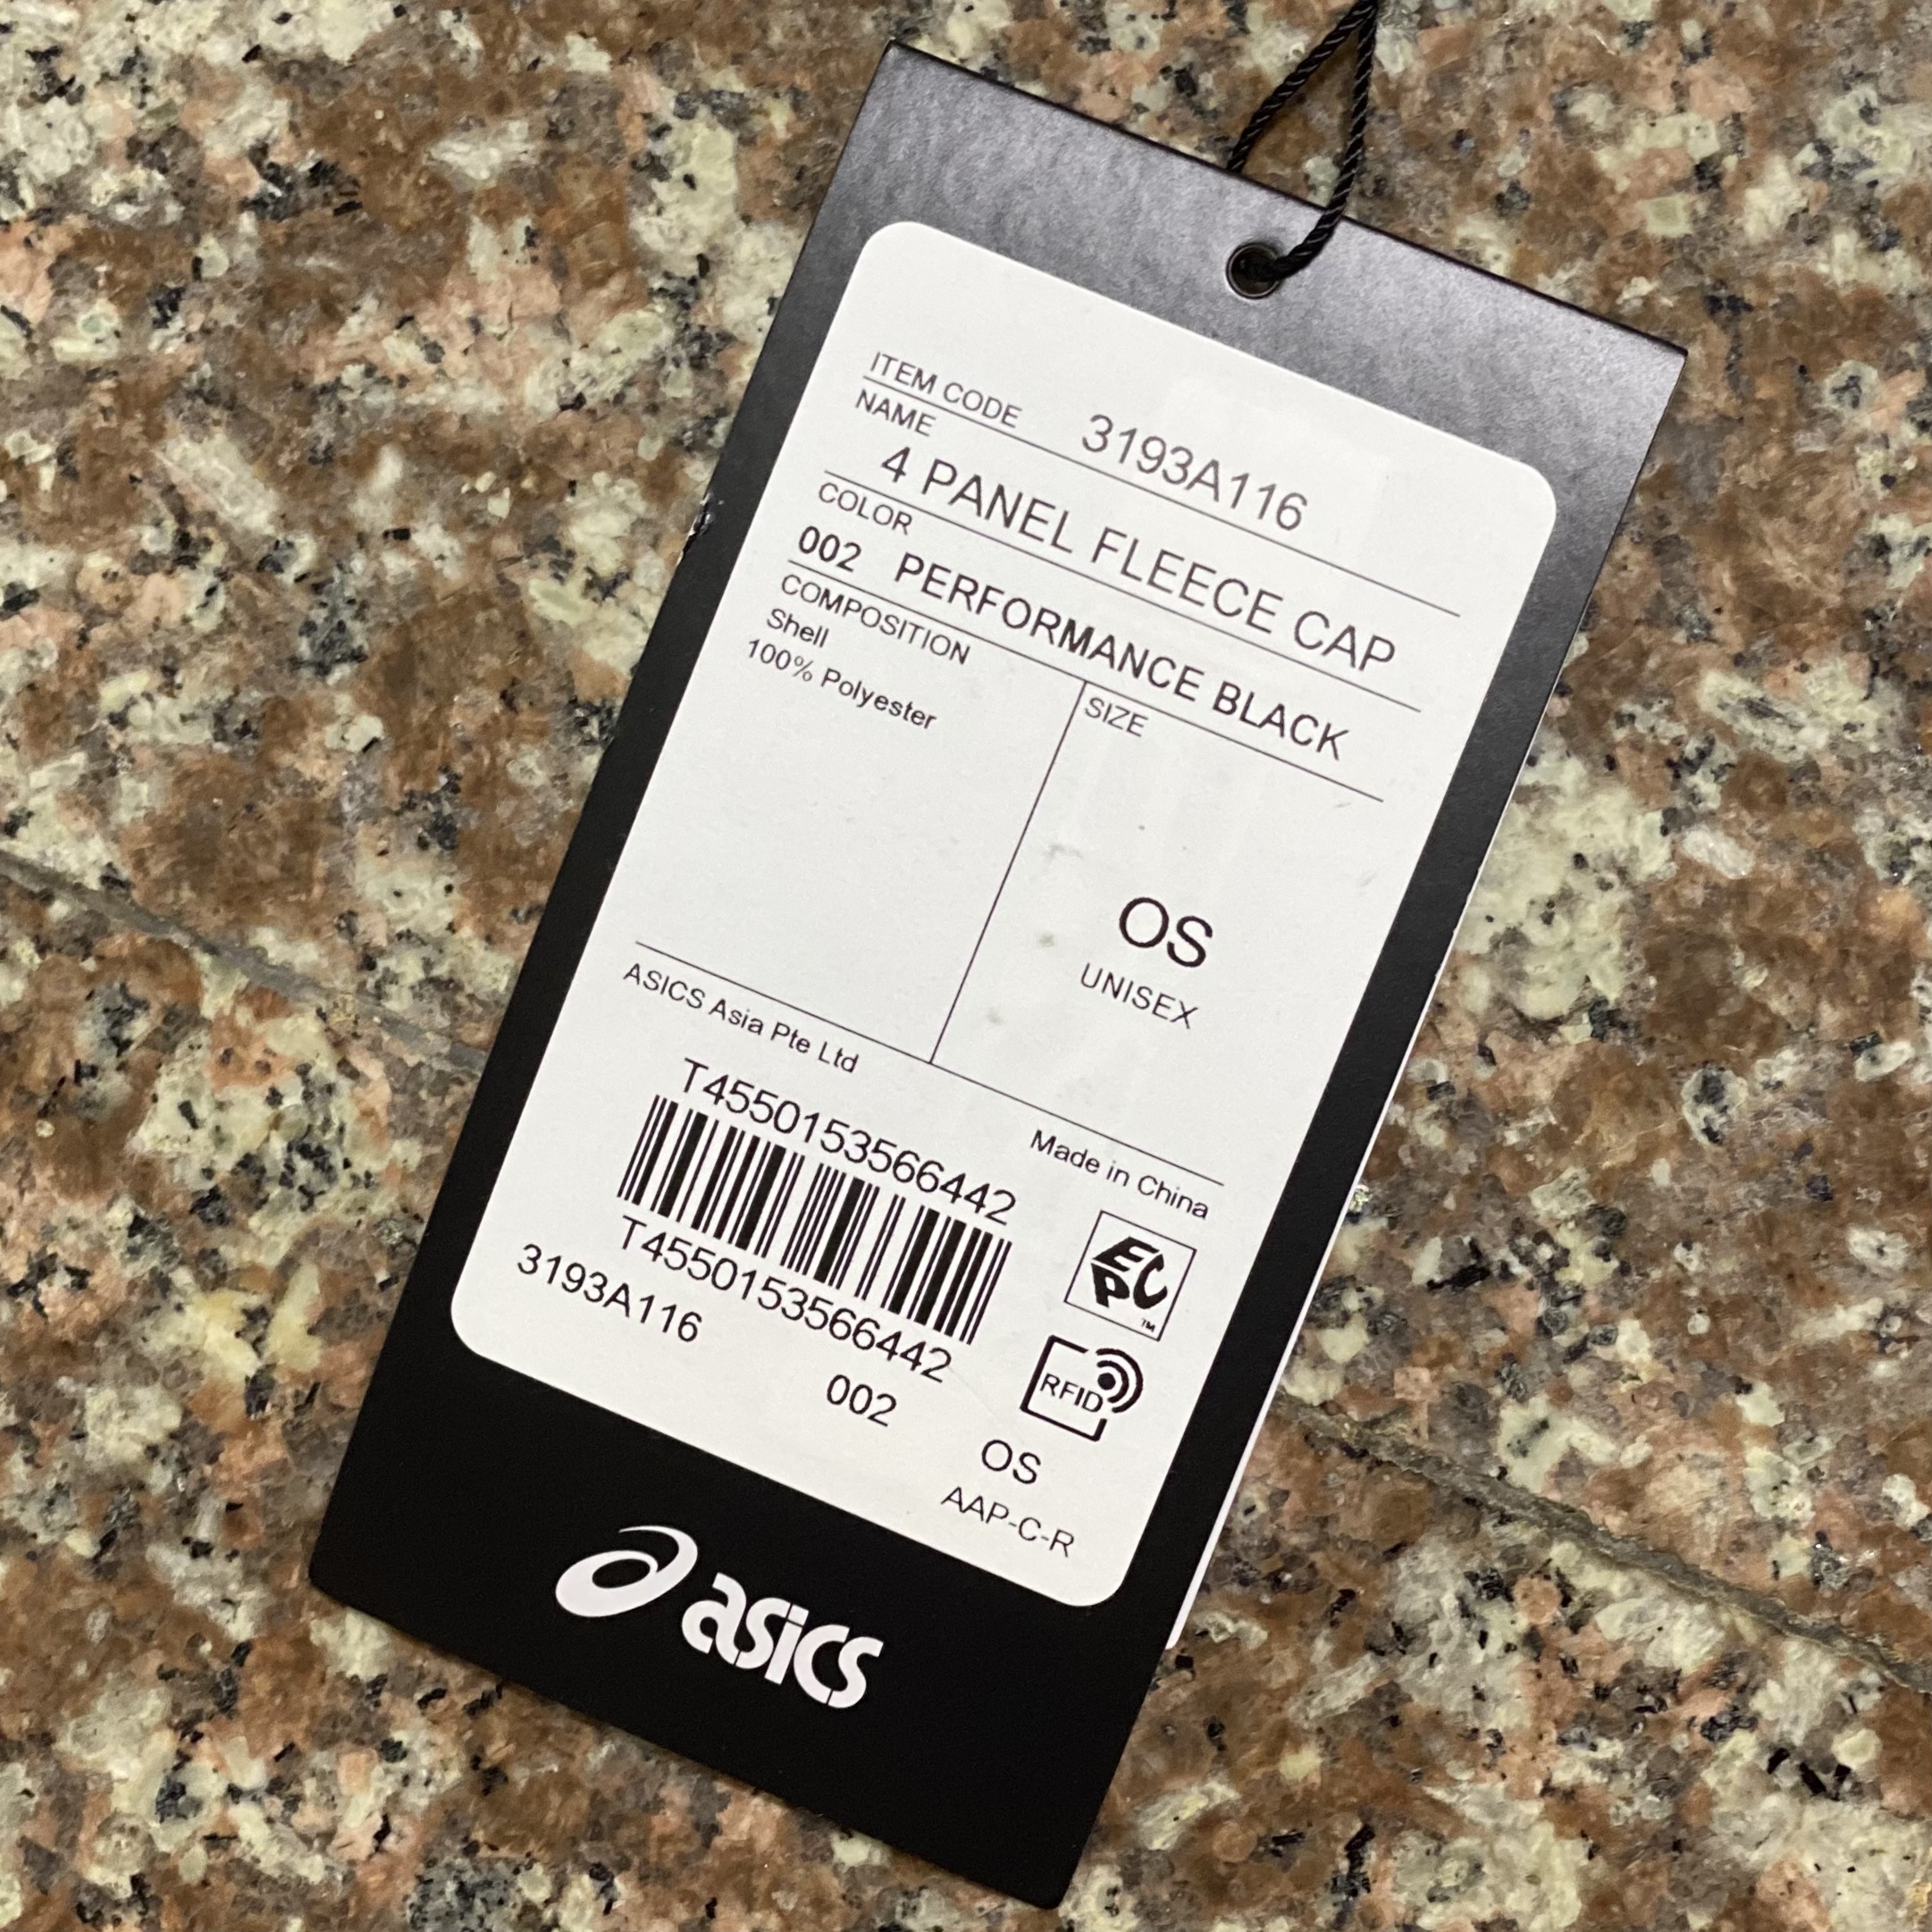 ITEM CODE 3193A116
NAME
4 PANEL FLEECE CAP
COLOR
002 PERFORMANCE BLACK
COMPOSITION
Shell
100% Polyester
SIZE
OS
UNISEX
ASICS Asia Pte Ltd
Made in China
T4550153566442
T4550153566442
EPC
TM
RFID
3193A116 002 OS
AAP-C-R
asics